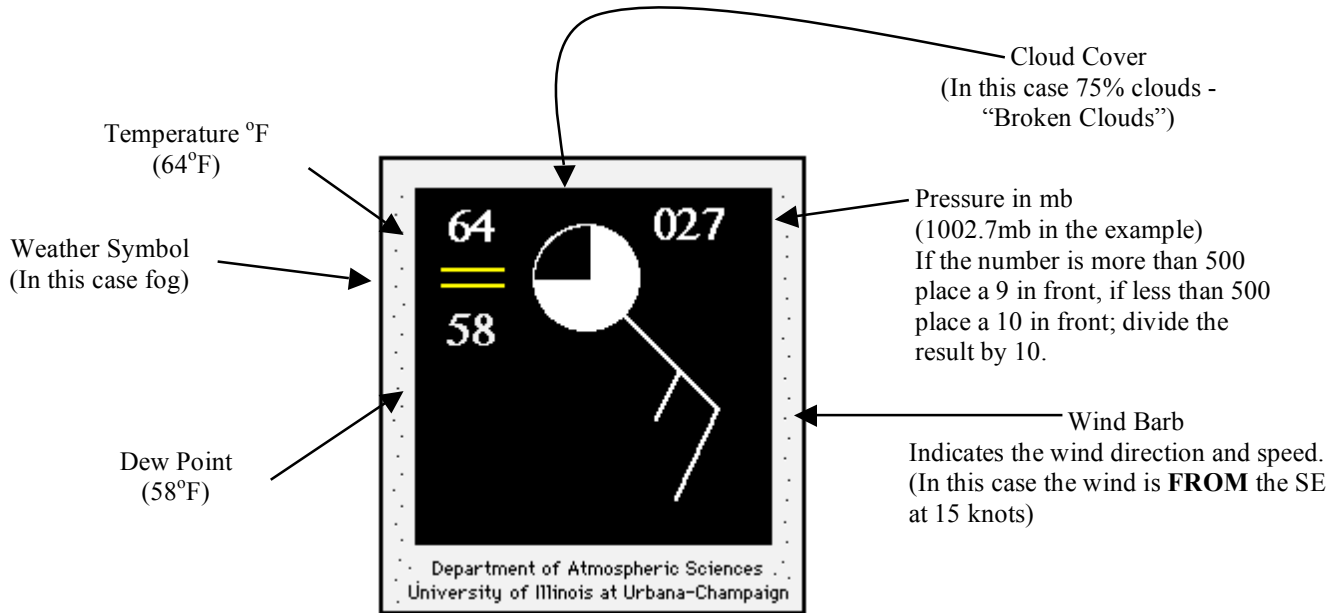 Cloud Cover
(In this case 75% clouds -
“Broken Clouds”)
Temperature °F
(64°F)
Weather Symbol
(In this case fog)
Dew Point
(58°F)
64
027
58
Pressure in mb
(1002.7mb in the example)
If the number is more than 500
place a 9 in front, if less than 500
place a 10 in front; divide the
result by 10.
Wind Barb
Indicates the wind direction and speed.
(In this case the wind is FROM the SE
at 15 knots)
Department of Atmospheric Sciences
University of Illinois at Urbana-Champaign